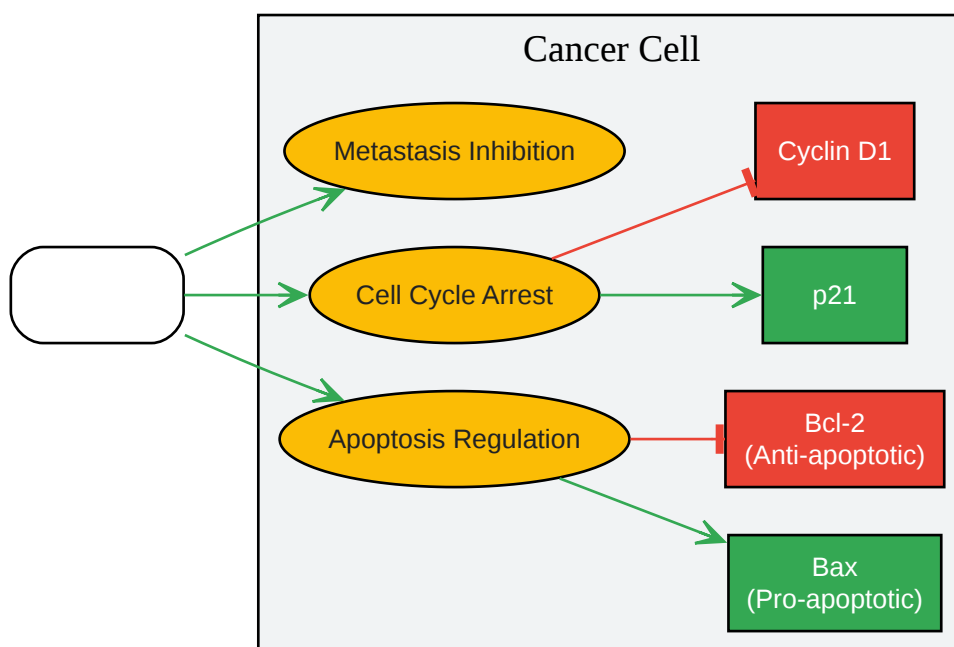 Cancer Cell
Metastasis Inhibition
Cyclin D1
Cell Cycle Arrest
p21
Apoptosis Regulation
Bcl-2
(Anti-apoptotic)
Bax
(Pro-apoptotic)